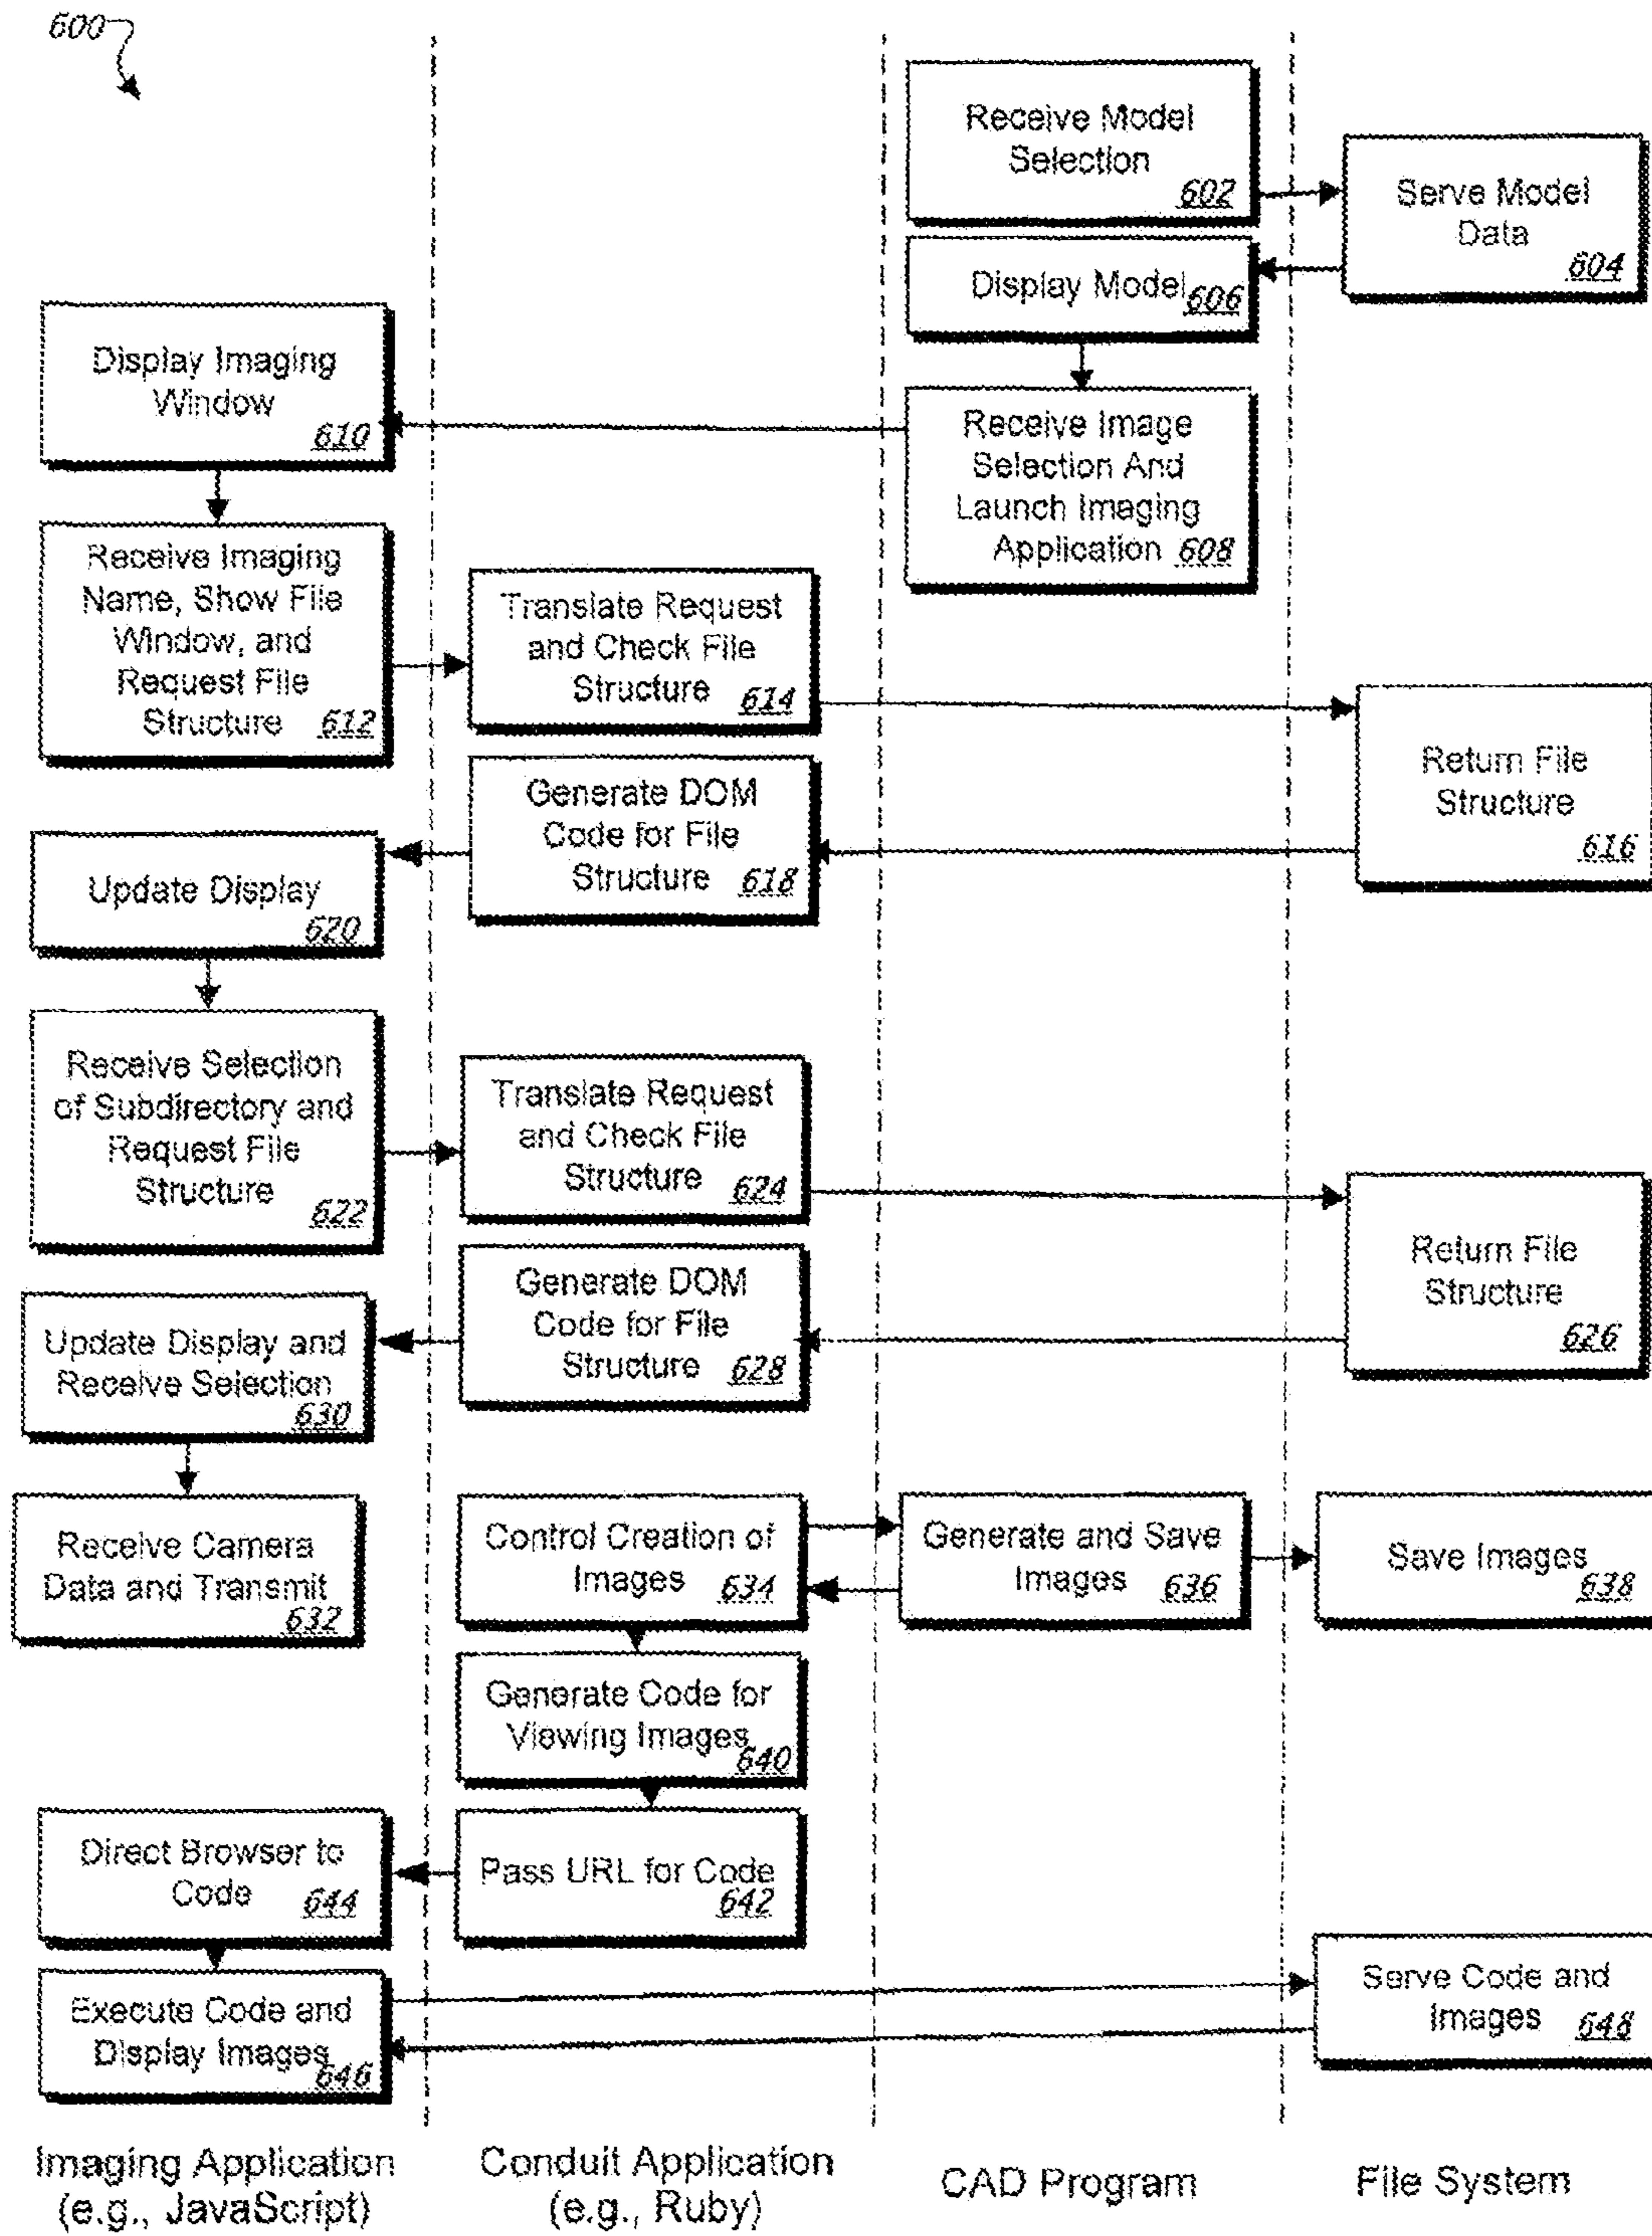 600
Receive Model
Selection
602
Serve Model
Data
604
Display Model
606
Display Imaging
Window
610
Receive Image
Selection And
Launch Imaging
Application 608
Receive Imaging
Name, Show File
Window, and
Request File
Structure 612
Translate Request
and Check File
Structure 614
Return File
Structure
616
Generate DOM
Code for File
Structure 618
Update Display
620
Receive Selection
of Subdirectory and
Request File
Structure
622
Translate Request
and Check File
Structure 624
Return File
Structure
626
Generate DOM
Code for File
Structure 628
Update Display and
Receive Selection
630
Receive Camera
Data and Transmit
632
Control Creation of
Images 634
Generate and Save
Images 636
Save Images
638
Generate Code for
Viewing Images
640
Direct Browser to
Code 644
Pass URL for Code
642
Execute Code and
Display Images
646
Serve Code and
Images 648
Imaging Application
(e.g., JavaScript)
Conduit Application
(e.g., Ruby)
CAD Program
File System